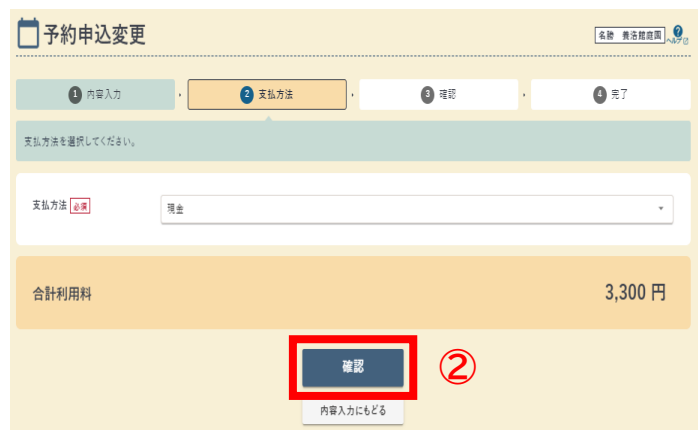 予約申込変更
名勝 養浩館庭園
?
ヘルプ
1 内容入力
2 支払方法
3 確認
4 完了
支払方法を選択してください。
支払方法 必須
現金
合計利用料
3,300 円
確認
②
内容入力にもどる